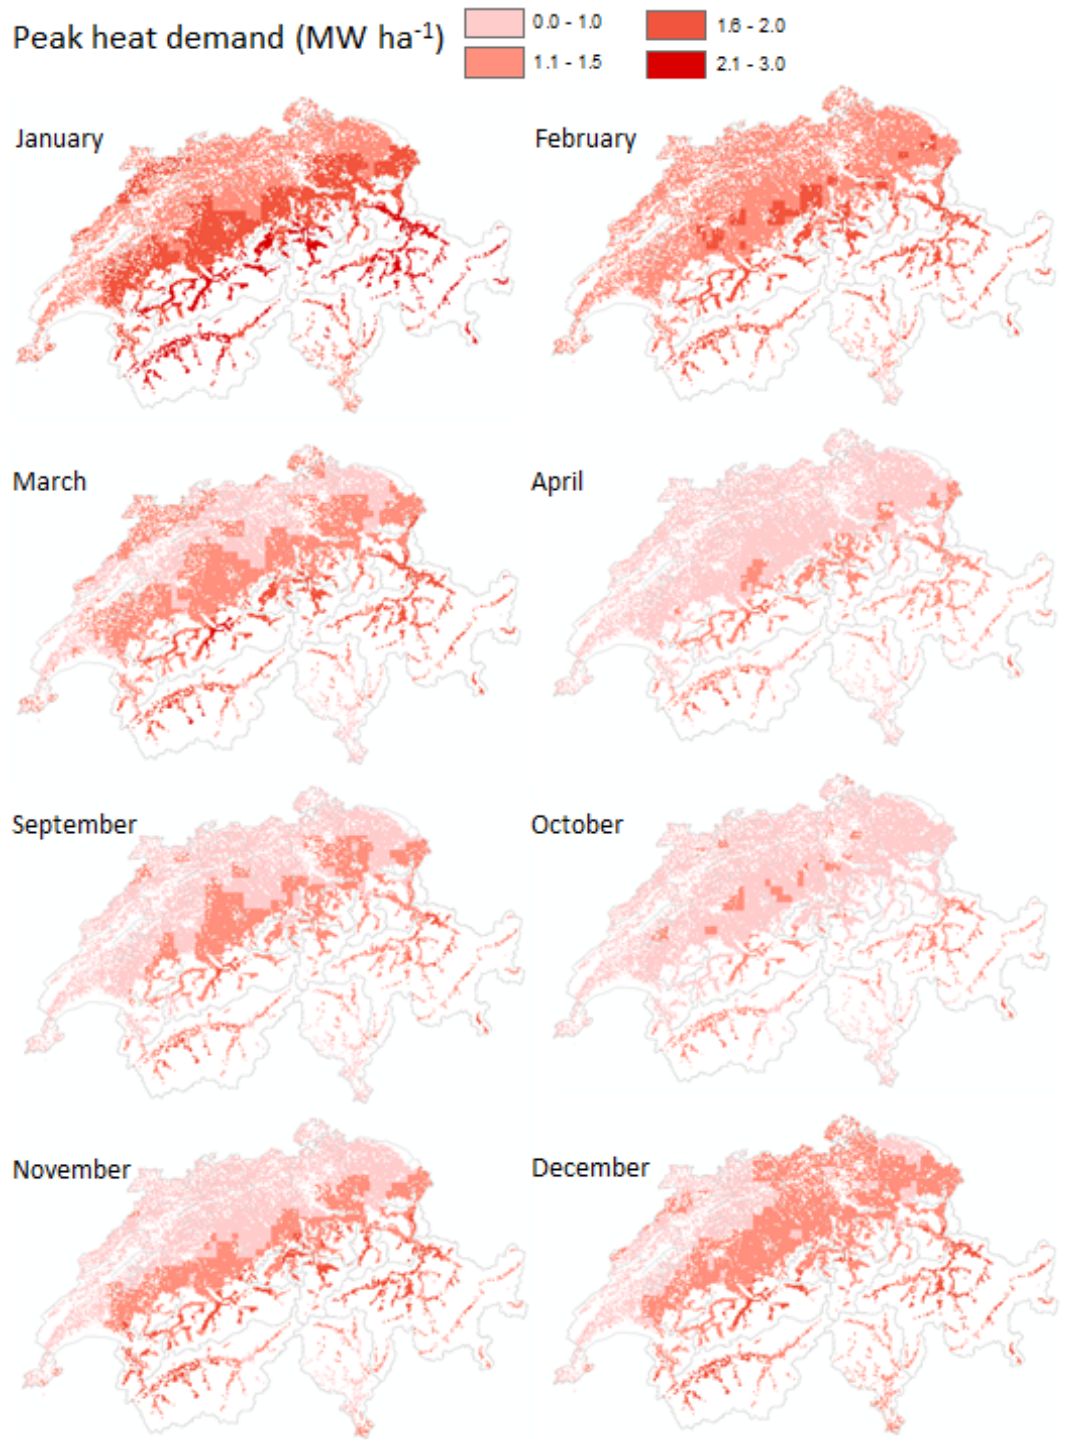 Peak heat demand (MW ha⁻¹)
0.0 - 1.0
1.6 - 2.0
1.1 - 1.5
2.1 - 3.0
January
February
March
April
September
October
November
December